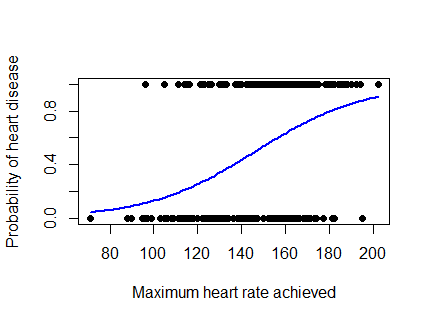 Probability of heart disease
0.8
0.4
0.0
80 100 120 140 160 180 200
Maximum heart rate achieved